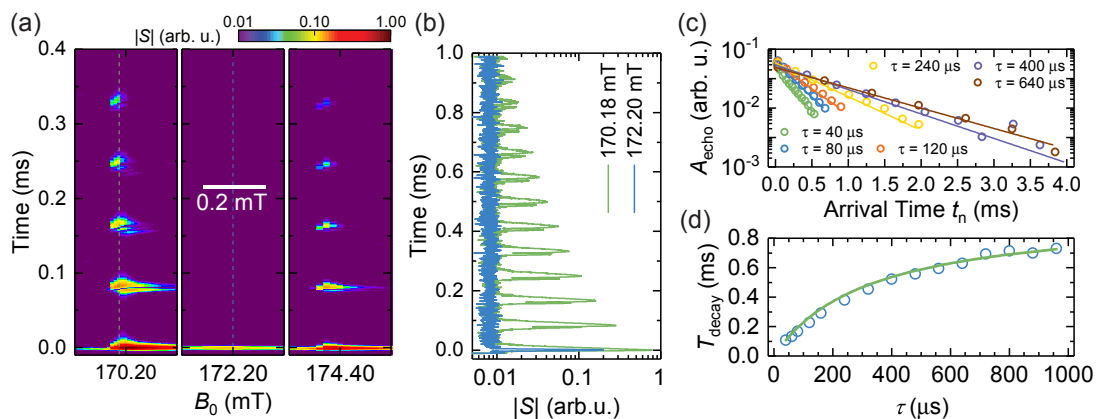 (a)
|S| (arb. u.)
0.01
0.10
1.00
0.4
0.3
0.2
0.1
0.0
Time (ms)
0.2 mT
170.20
172.20
174.40
B₀ (mT)
(b)
1.0
0.8
0.6
0.4
0.2
0.0
Time (ms)
170.18 mT
172.20 mT
0.01
0.1
1
|S| (arb.u.)
(c)
10⁻¹
10⁻²
10⁻³
A_echo (arb. u.)
τ = 240 μs
τ = 400 μs
τ = 640 μs
τ = 40 μs
τ = 80 μs
τ = 120 μs
0.0 0.5 1.0 1.5 2.0 2.5 3.0 3.5 4.0
Arrival Time tₙ (ms)
(d)
0.8
0.6
0.4
0.2
0.0
T_decay (ms)
0 200 400 600 800 1000
τ (μs)